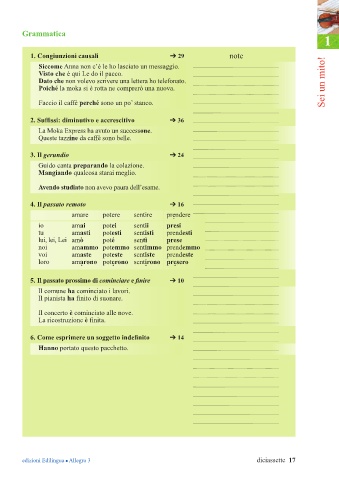 Grammatica
1
Sei un mito!
1. Congiunzioni causali ➔ 29 note
Siccome Anna non c'è le ho lasciato un messaggio.
Visto che è qui Le do il pacco.
Dato che non volevo scrivere una lettera ho telefonato.
Poiché la moka si è rotta ne comprerò una nuova.
Faccio il caffè perché sono un po' stanco.
2. Suffissi: diminutivo e accrescitivo ➔ 36
La Moka Express ha avuto un successone.
Queste tazzine da caffè sono belle.
3. Il gerundio ➔ 24
Guido canta preparando la colazione.
Mangiando qualcosa starai meglio.
Avendo studiato non avevo paura dell'esame.
4. Il passato remoto ➔ 16
amare potere sentire prendere
io amai potei sentii presi
tu amasti potesti sentisti prendesti
lui, lei, Lei amò poté sentì prese
noi amammo potemmo sentimmo prendemmo
voi amaste poteste sentiste prendeste
loro amarono poterono sentirono presero
5. Il passato prossimo di cominciare e finire ➔ 10
Il comune ha cominciato i lavori.
Il pianista ha finito di suonare.
Il concerto è cominciato alle nove.
La ricostruzione è finita.
6. Come esprimere un soggetto indefinito ➔ 14
Hanno portato questo pacchetto.
edizioni Edilingua • Allegro 3
diciassette 17